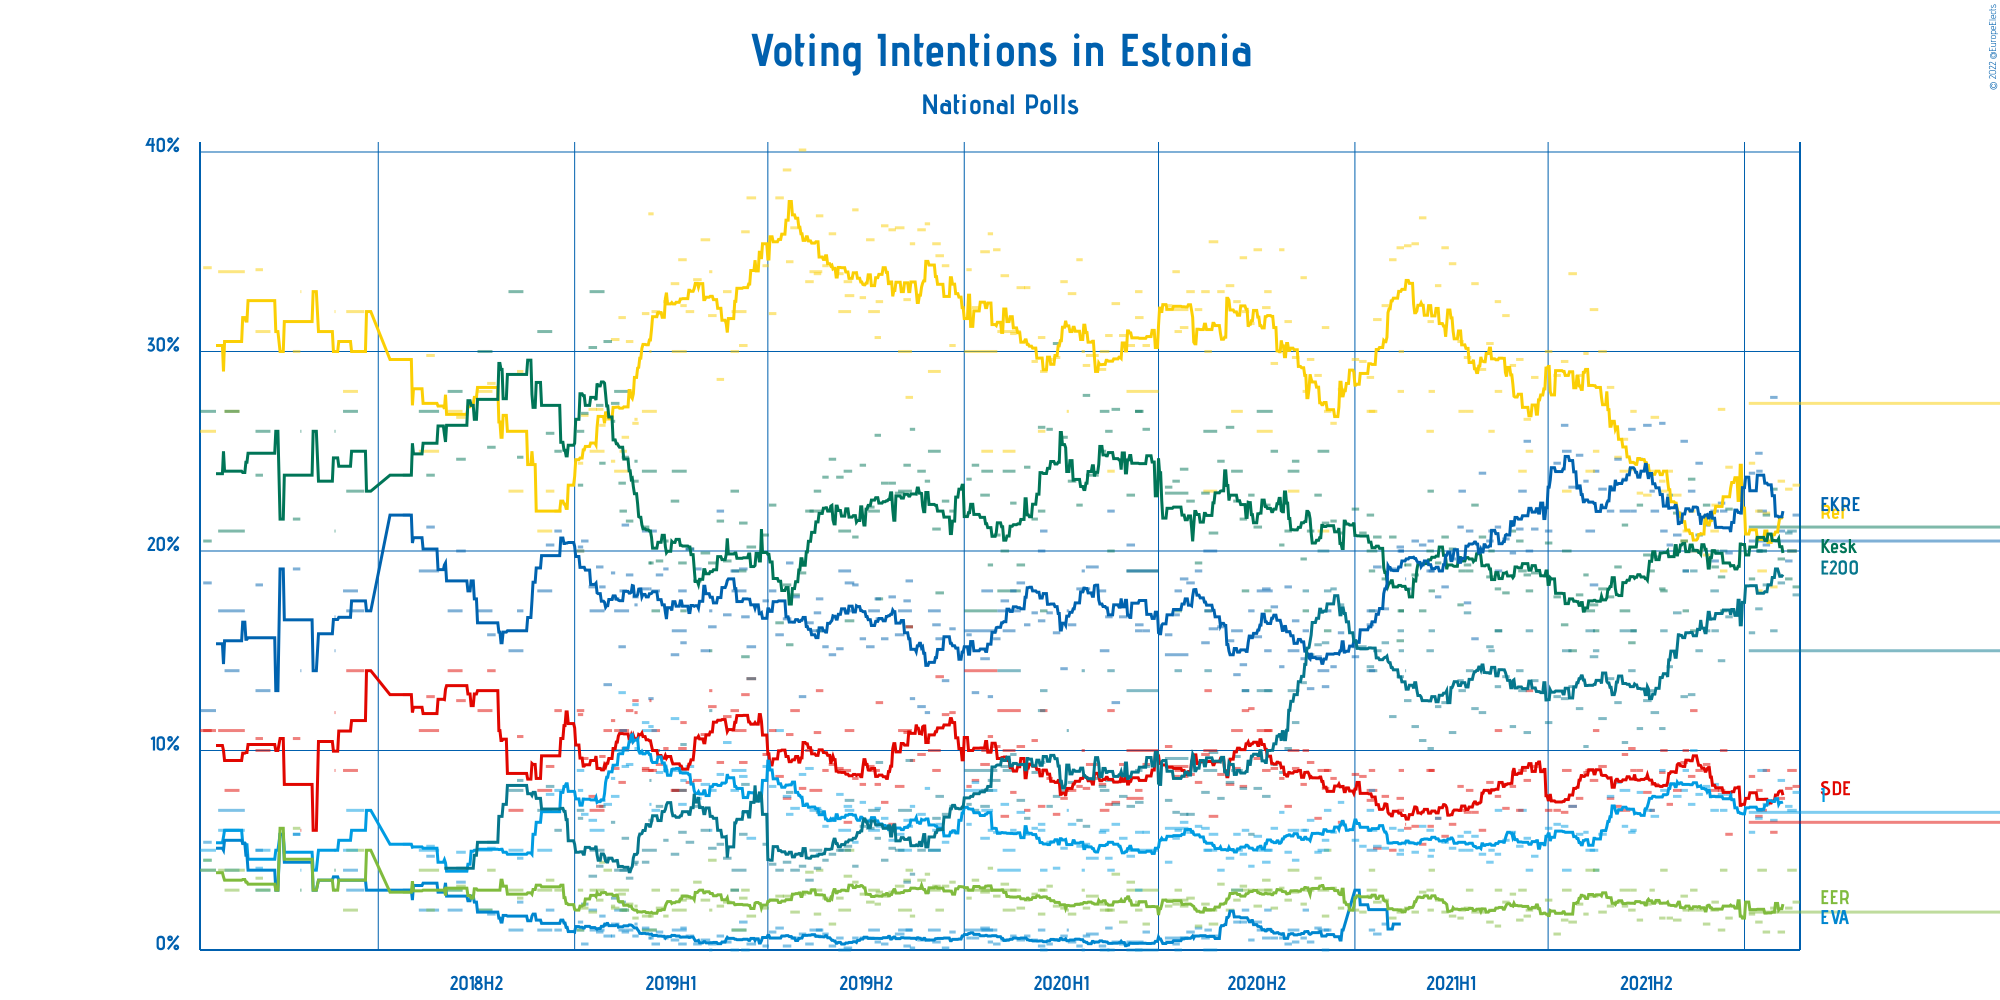 © 2022 @EuropeElects
Voting Intentions in Estonia
National Polls
40%
30%
20%
10%
0%
EKRE
Ref
Kesk
E200
SDE
I
EER
EVA
2018H2
2019H1
2019H2
2020H1
2020H2
2021H1
2021H2